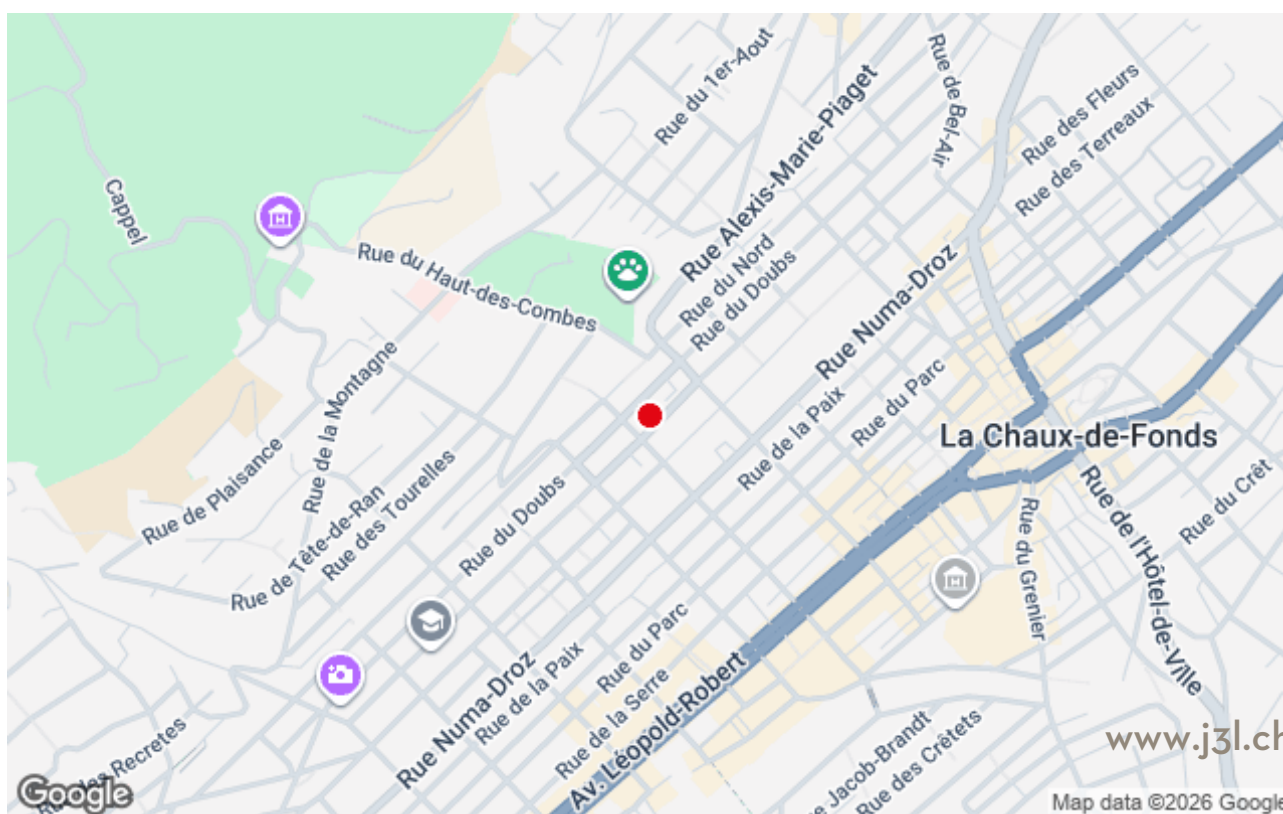 Rue du 1er-Aout
Rue de Bel-Air
Rue des Fleurs
Rue des Terreaux
Rue Alexis-Marie-Piaget
Cappel
Rue du Haut-des-Combes
Rue du Nord
Rue du Doubs
Rue Numa-Droz
Rue de la Montagne
Rue du Parc
Rue de la Paix
La Chaux-de-Fonds
Rue de Plaisance
Rue de Tête-de-Ran
Rue des Tourelles
Rue du Doubs
Rue du Crêt
Rue de l'Hôtel-de-Ville
Rue du Grenier
Rue du Parc
Rue de la Paix
Rue Numa-Droz
Rue de la Serre
Av. Léopold-Robert
des Recretes
Jacob-Brandt
Rue des Crêtets
www.j3l.ch
Google
Map data ©2026 Google